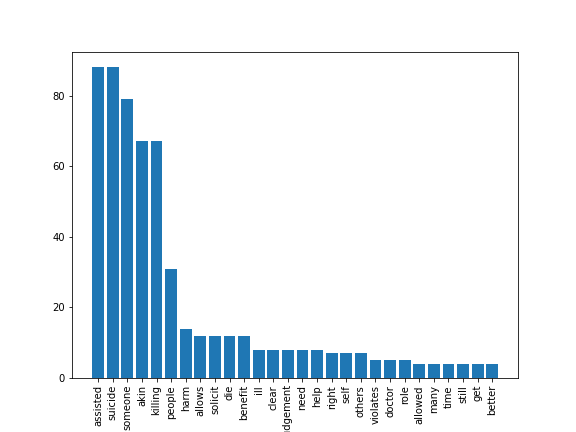 80
60
40
20
0
assisted
suicide
someone
akin
killing
people
harm
allows
solicit
die
benefit
ill
clear
udgement
need
help
right
self
others
violates
doctor
role
allowed
many
time
still
get
better